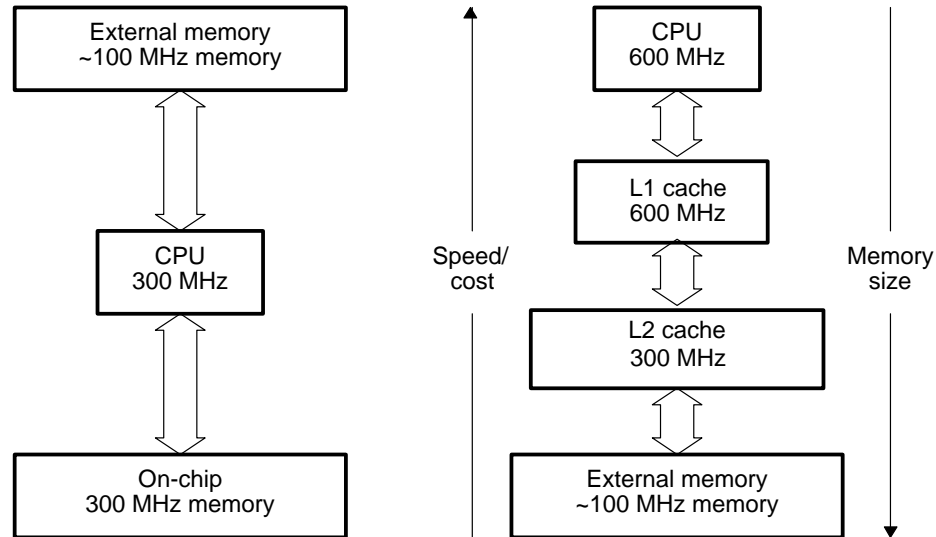 External memory
~100 MHz memory
CPU
300 MHz
On-chip
300 MHz memory
Speed/
cost
CPU
600 MHz
L1 cache
600 MHz
L2 cache
300 MHz
External memory
~100 MHz memory
Memory
size